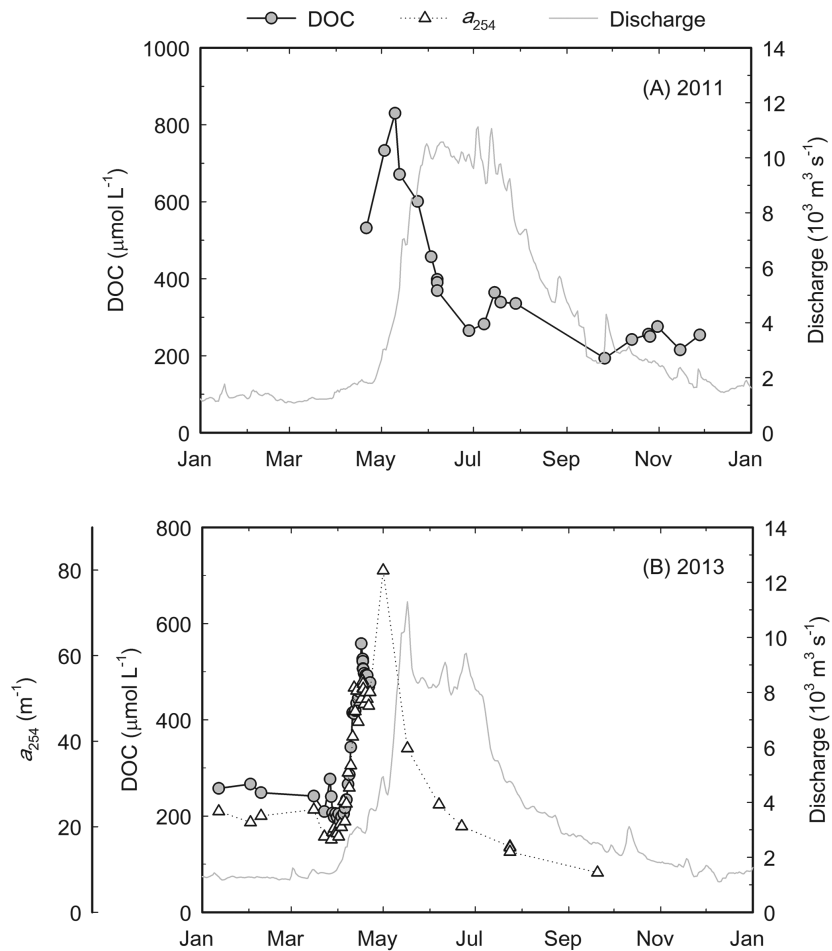 DOC a254 Discharge
1000 14
(A) 2011
12
800
10
600
8
DOC (μmol L⁻¹)
Discharge (10³ m³ s⁻¹)
6
400
4
200
2
0 0
Jan Mar May Jul Sep Nov Jan
800 14
(B) 2013
80
12
600
10
60
8
a254 (m⁻¹)
DOC (μmol L⁻¹)
Discharge (10³ m³ s⁻¹)
400
40
6
200
4
20
2
0 0 0
Jan Mar May Jul Sep Nov Jan